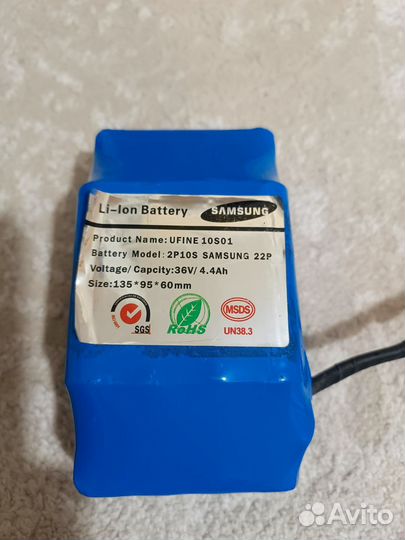 Li-Ion Battery SAMSUNG
Product Name: UFINE 10S01
Battery Model: 2P10S SAMSUNG 22P
Voltage/ Capcity:36V/ 4.4Ah
Size:135*95*60mm
SGS
RoHS
MSDS
UN38.3
Avito